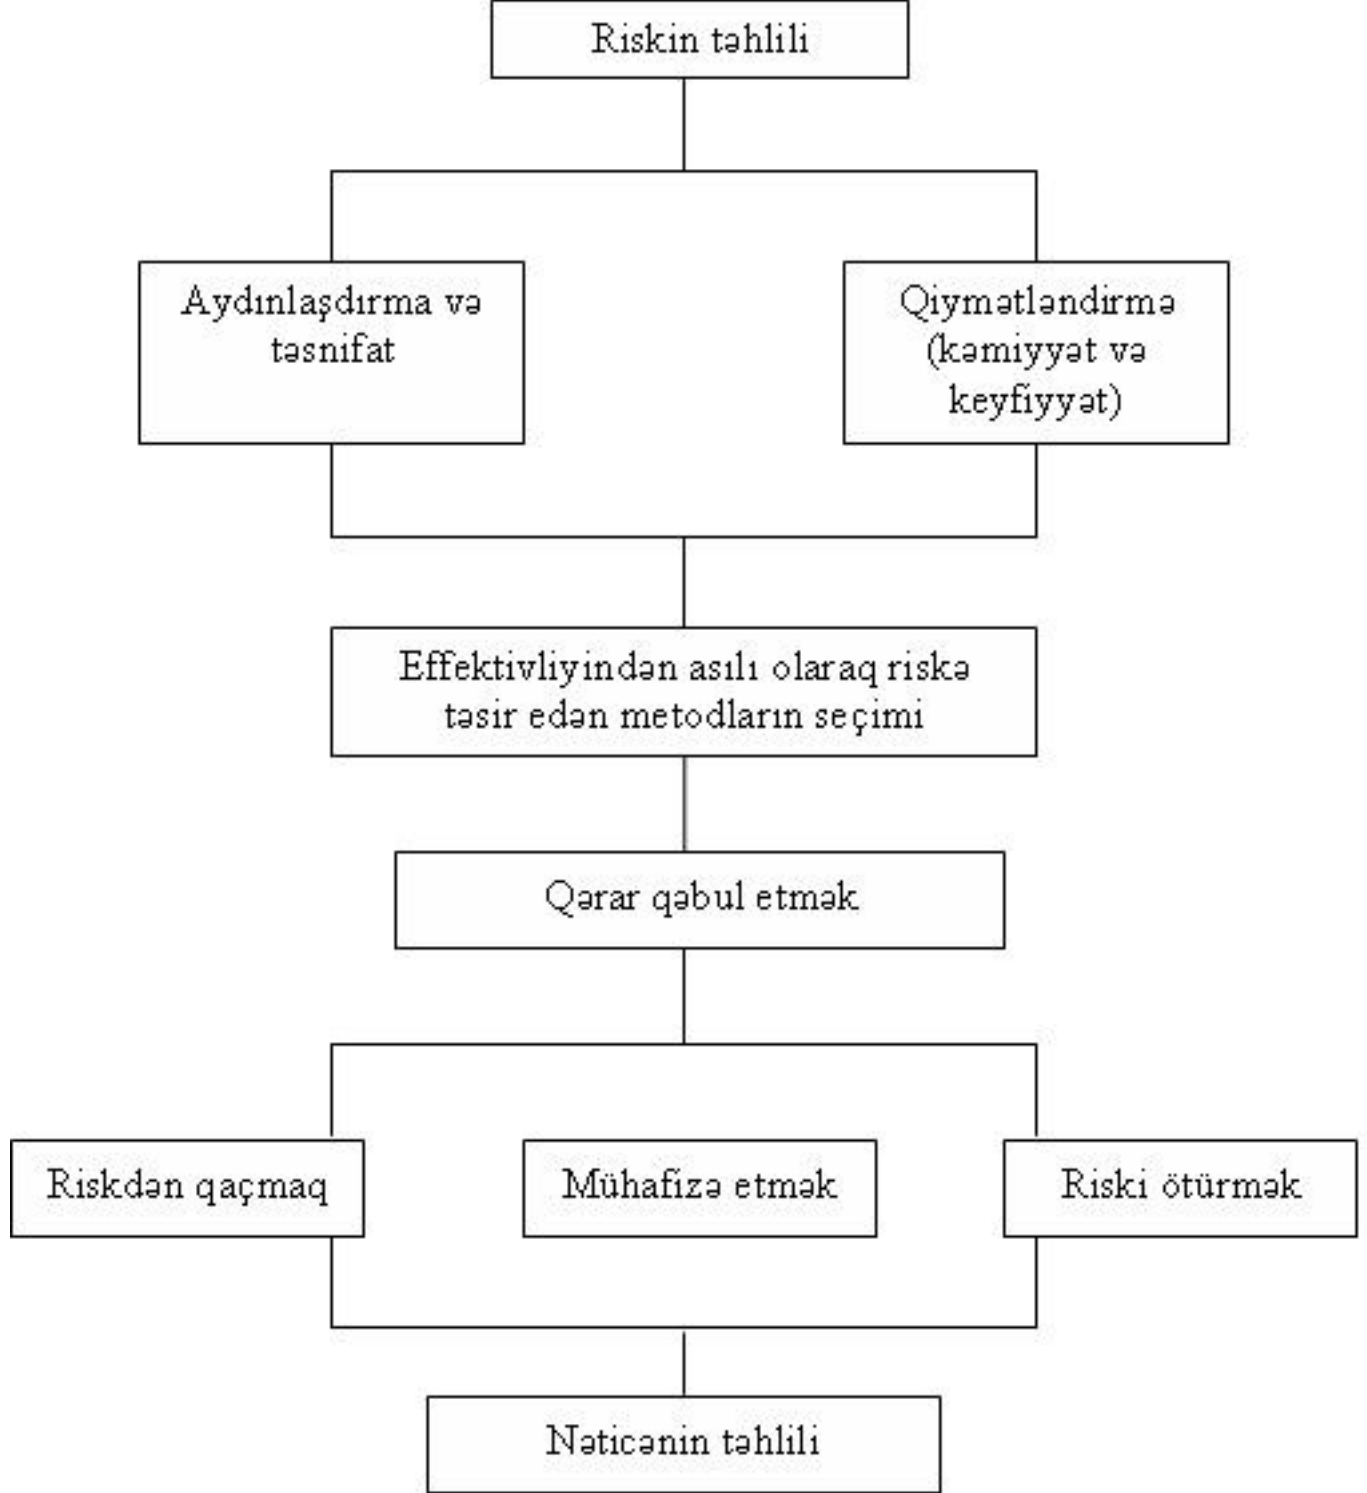 Riskin təhlili
Aydınlaşdırma və
təsnifat
Qiymətləndirmə
(kəmiyyət və
keyfiyyət)
Effektivliyindən asılı olaraq riskə
təsir edən metodların seçimi
Qərar qəbul etmək
Riskdən qaçmaq
Mühafizə etmək
Riski ötürmək
Nəticənin təhlili